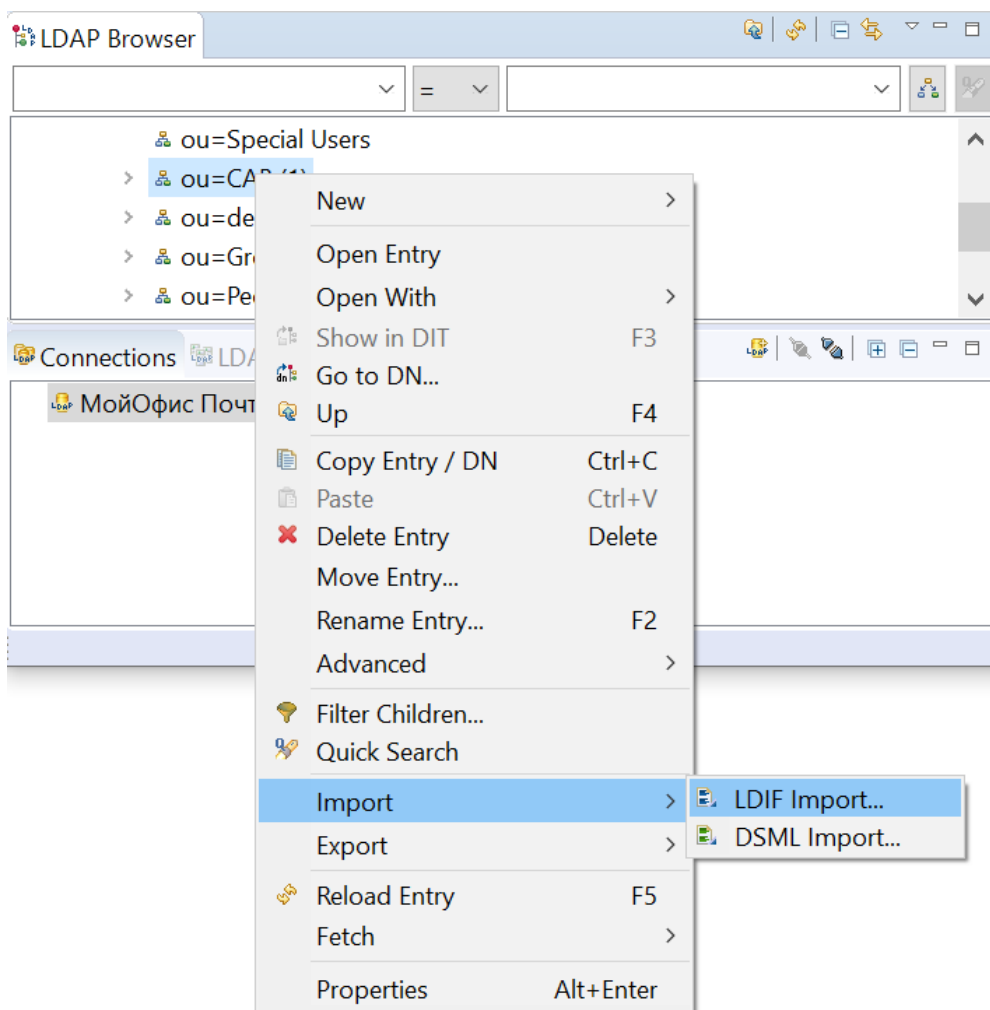 LDAP Browser
=
ou=Special Users
ou=CAB (1)
ou=de
ou=Gr
ou=Pe
Connections LDA
МойОфис Почт
New
Open Entry
Open With
Show in DIT F3
Go to DN...
Up F4
Copy Entry / DN Ctrl+C
Paste Ctrl+V
Delete Entry Delete
Move Entry...
Rename Entry... F2
Advanced
Filter Children...
Quick Search
Import
LDIF Import...
DSML Import...
Export
Reload Entry F5
Fetch
Properties Alt+Enter